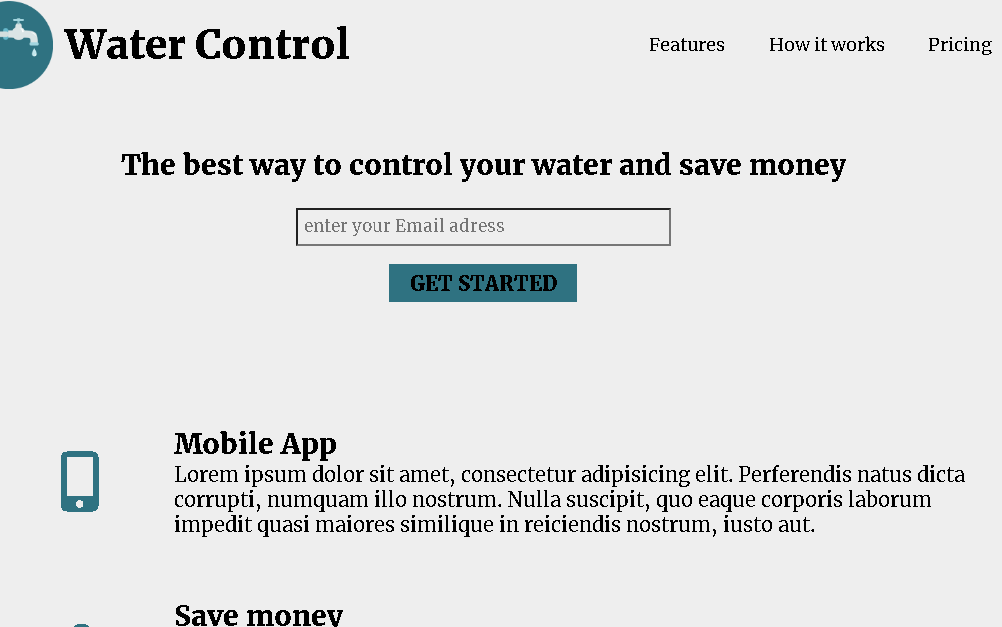 Water Control
Features
How it works
Pricing
The best way to control your water and save money
enter your Email adress
GET STARTED
Mobile App
Lorem ipsum dolor sit amet, consectetur adipisicing elit. Perferendis natus dicta
corrupti, numquam illo nostrum. Nulla suscipit, quo eaque corporis laborum
impedit quasi maiores similique in reiciendis nostrum, iusto aut.
Save money